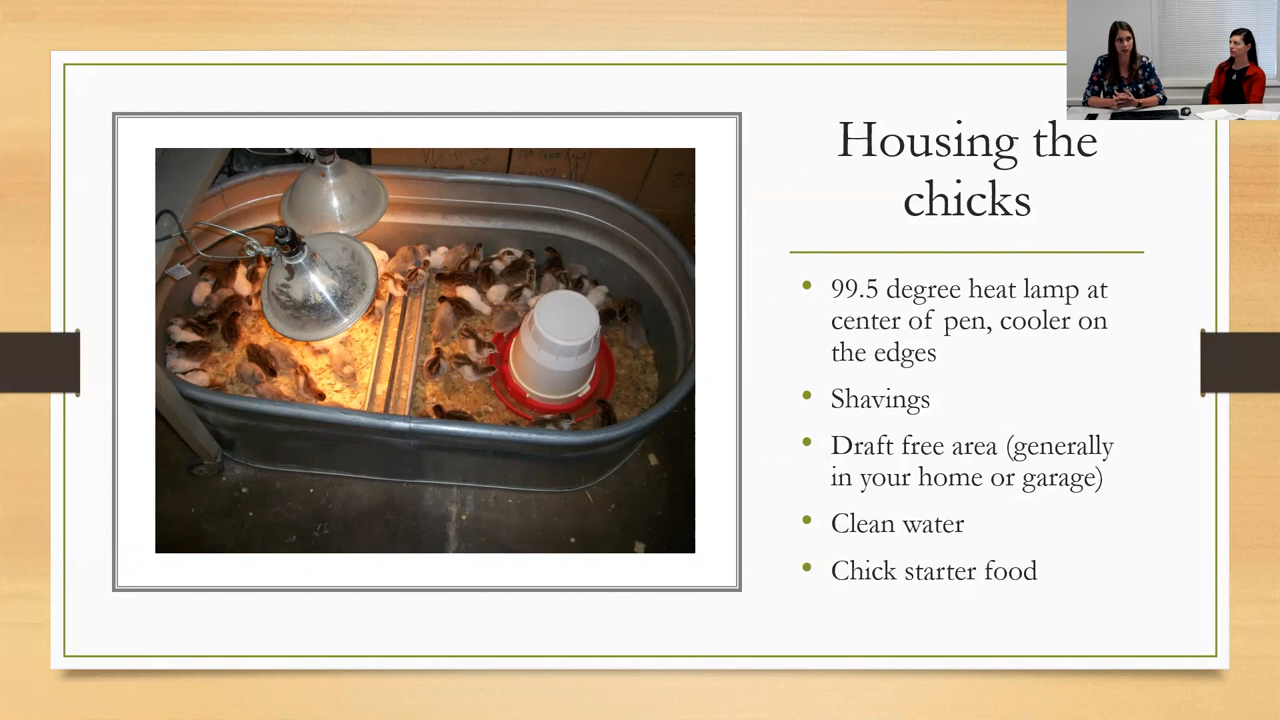 Housing the
chicks
• 99.5 degree heat lamp at
center of pen, cooler on
the edges
• Shavings
• Draft free area (generally
in your home or garage)
• Clean water
• Chick starter food